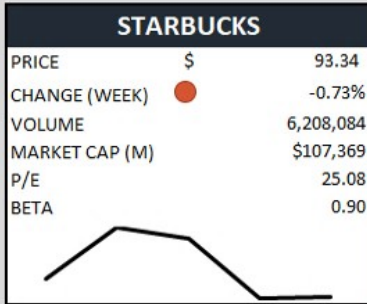 STARBUCKS
PRICE $ 93.34
CHANGE (WEEK) -0.73%
VOLUME 6,208,084
MARKET CAP (M) $107,369
P/E 25.08
BETA 0.90